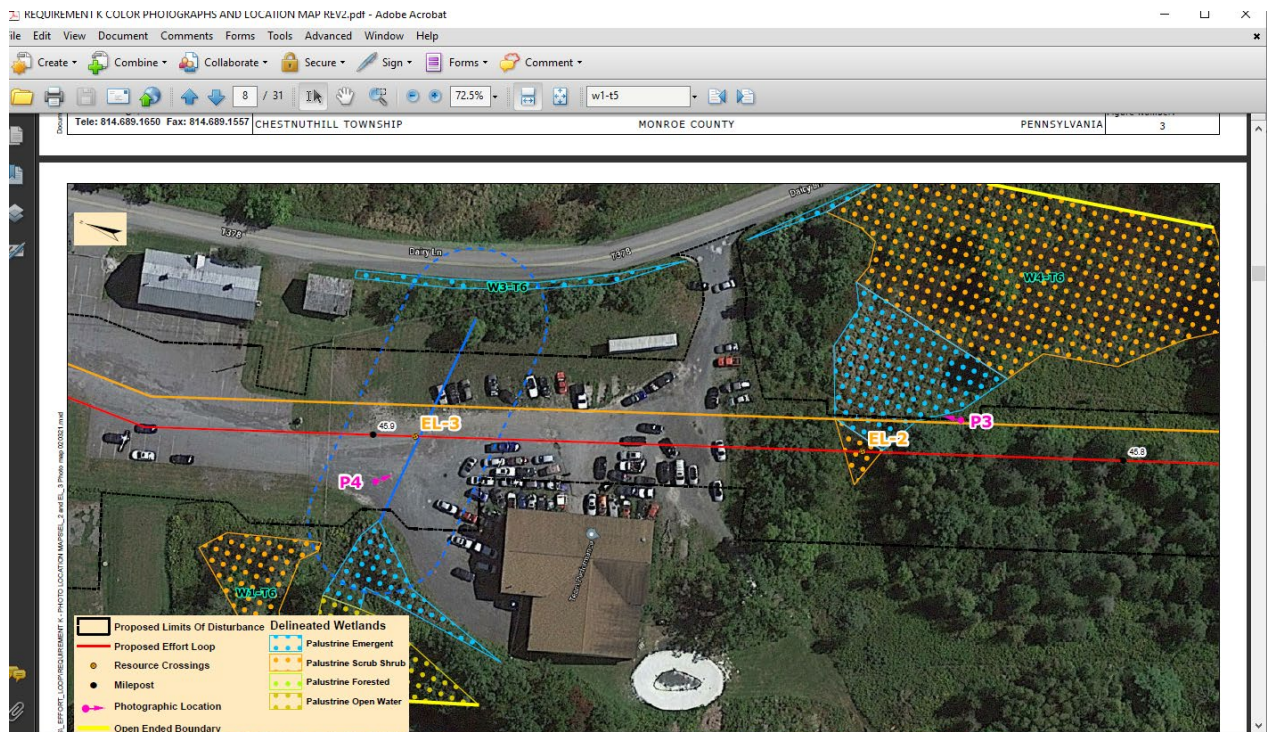 REQUIREMENT K COLOR PHOTOGRAPHS AND LOCATION MAP REV2.pdf - Adobe Acrobat
ile Edit View Document Comments Forms Tools Advanced Window Help
Create Combine Collaborate Secure Sign Forms Comment
8 / 31 72.5% w1-t5
Tele: 814.689.1650 Fax: 814.689.1557 CHESTNUTHILL TOWNSHIP MONROE COUNTY PENNSYLVANIA 3
Dairy Ln
T378 Dairy Ln T378
W3-T6 W4-T6
45.9 EL-3 P3
EL-2 45.8
P4
W1-T6
Proposed Limits Of Disturbance
Proposed Effort Loop
Resource Crossings
Milepost
Photographic Location
Open Ended Boundary
Delineated Wetlands
Palustrine Emergent
Palustrine Scrub Shrub
Palustrine Forested
Palustrine Open Water